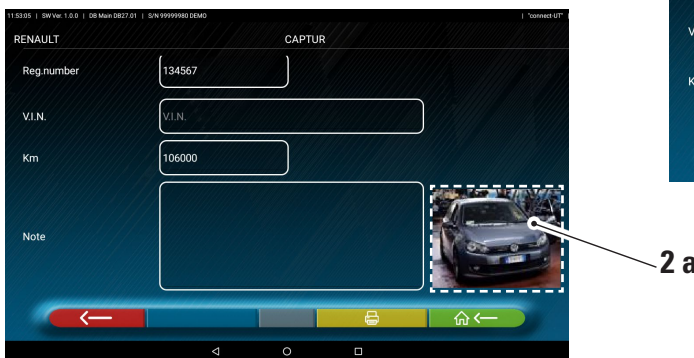 11:53:05 | SW Ver. 1.0.0 | DB Main DB27.01 | S/N 99999980 DEMO | "connect-UT" |
RENAULT CAPTUR
Reg.number 134567
V.I.N. V.I.N.
Km 106000
Note
2 a
V
K